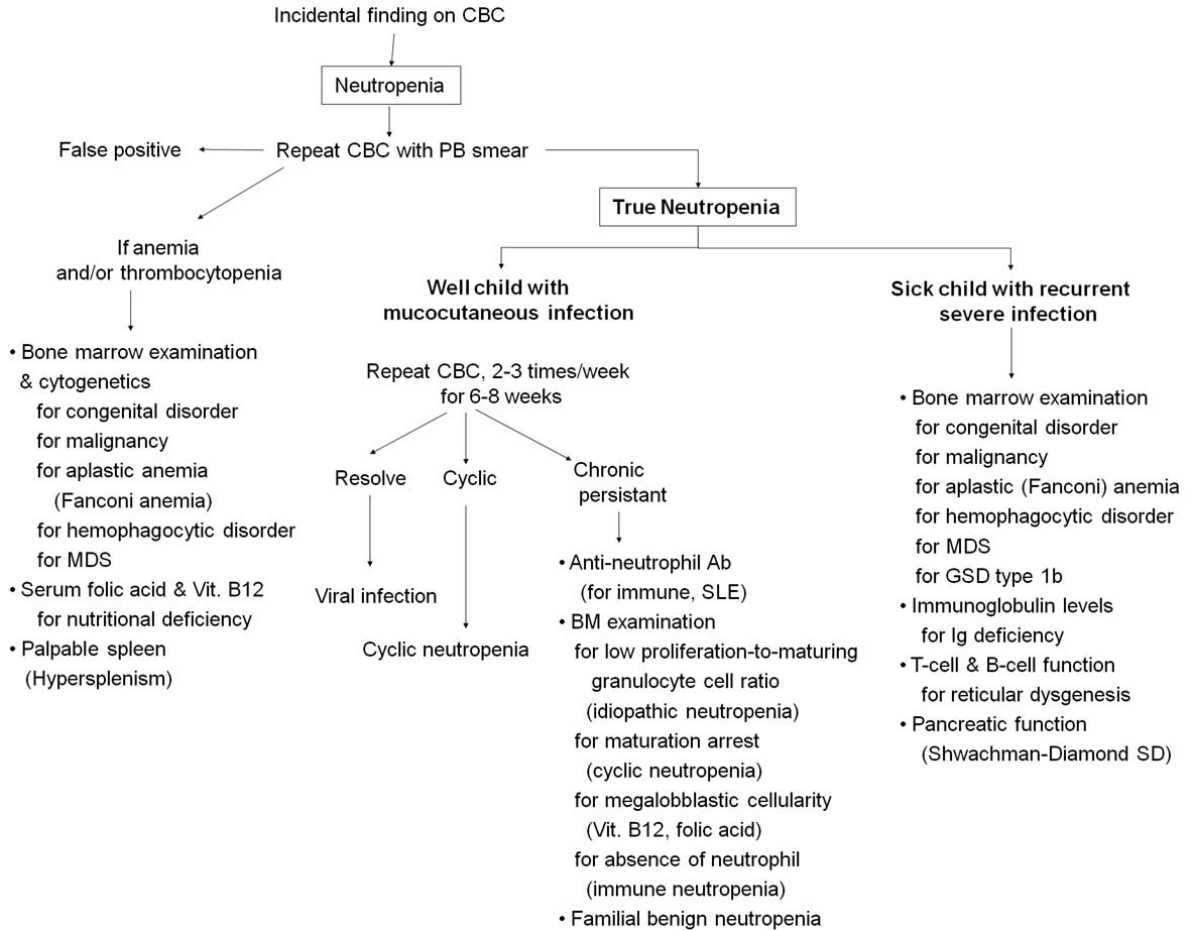 Incidental finding on CBC
Neutropenia
False positive
Repeat CBC with PB smear
True Neutropenia
If anemia
and/or thrombocytopenia
• Bone marrow examination
& cytogenetics
for congenital disorder
for malignancy
for aplastic anemia
(Fanconi anemia)
for hemophagocytic disorder
for MDS
• Serum folic acid & Vit. B12
for nutritional deficiency
• Palpable spleen
(Hypersplenism)
Well child with
mucocutaneous infection
Repeat CBC, 2-3 times/week
for 6-8 weeks
Resolve
Cyclic
Chronic
persistant
Viral infection
Cyclic neutropenia
• Anti-neutrophil Ab
(for immune, SLE)
• BM examination
for low proliferation-to-maturing
granulocyte cell ratio
(idiopathic neutropenia)
for maturation arrest
(cyclic neutropenia)
for megalobblastic cellularity
(Vit. B12, folic acid)
for absence of neutrophil
(immune neutropenia)
• Familial benign neutropenia
Sick child with recurrent
severe infection
• Bone marrow examination
for congenital disorder
for malignancy
for aplastic (Fanconi) anemia
for hemophagocytic disorder
for MDS
for GSD type 1b
• Immunoglobulin levels
for Ig deficiency
• T-cell & B-cell function
for reticular dysgenesis
• Pancreatic function
(Shwachman-Diamond SD)